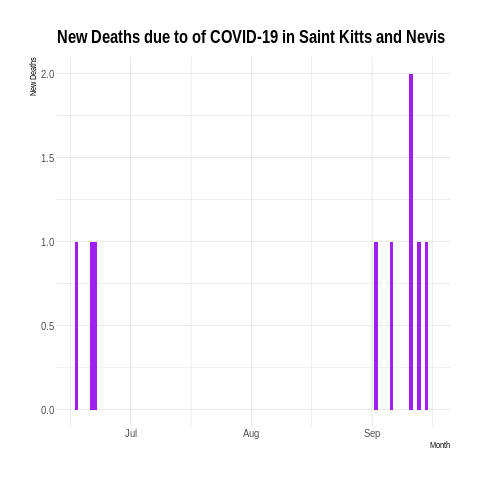 New Deaths due to of COVID-19 in Saint Kitts and Nevis
New Deaths
2.0
1.5
1.0
0.5
0.0
Jul
Aug
Sep
Month